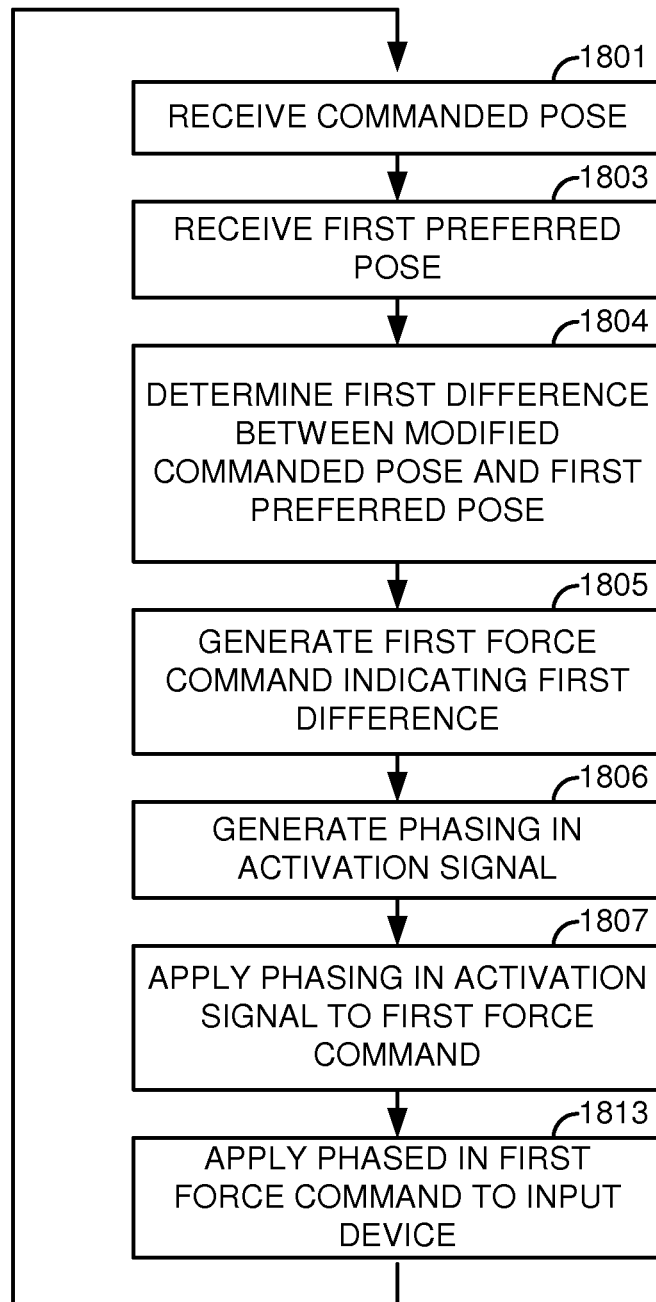 1801
RECEIVE COMMANDED POSE
1803
RECEIVE FIRST PREFERRED
POSE
1804
DETERMINE FIRST DIFFERENCE
BETWEEN MODIFIED
COMMANDED POSE AND FIRST
PREFERRED POSE
1805
GENERATE FIRST FORCE
COMMAND INDICATING FIRST
DIFFERENCE
1806
GENERATE PHASING IN
ACTIVATION SIGNAL
1807
APPLY PHASING IN ACTIVATION
SIGNAL TO FIRST FORCE
COMMAND
1813
APPLY PHASED IN FIRST
FORCE COMMAND TO INPUT
DEVICE